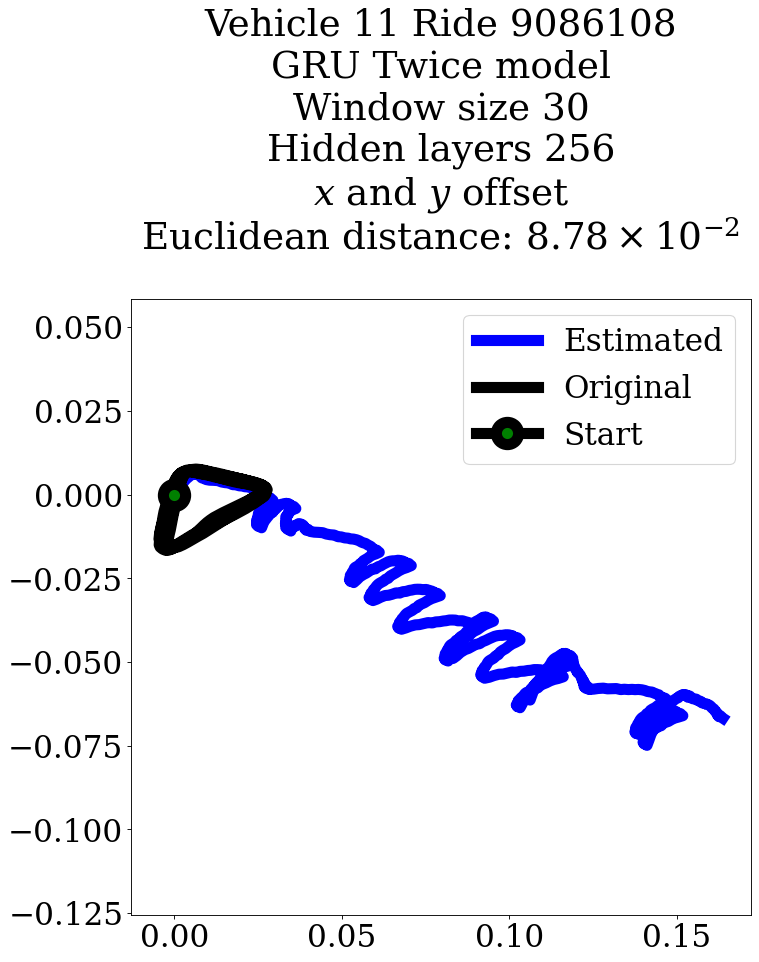 Vehicle 11 Ride 9086108
GRU Twice model
Window size 30
Hidden layers 256
x and y offset
Euclidean distance: 8.78 × 10⁻²
Estimated
Original
Start
0.050
0.025
0.000
−0.025
−0.050
−0.075
−0.100
−0.125
0.00 0.05 0.10 0.15